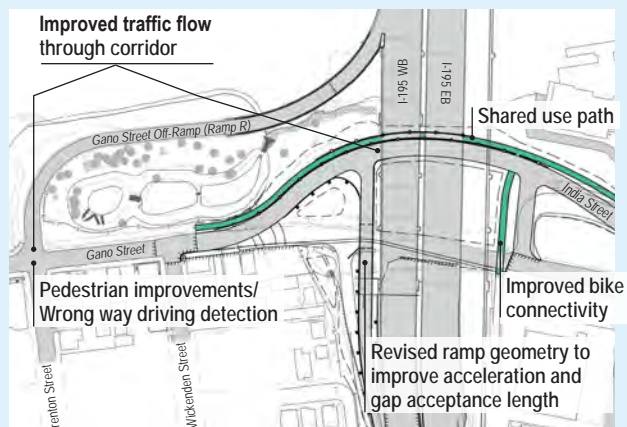 Improved traffic flow
through corridor
I-195 WB
I-195 EB
Shared use path
Gano Street Off-Ramp (Ramp R)
India Street
Gano Street
Pedestrian improvements/
Wrong way driving detection
Improved bike
connectivity
Revised ramp geometry to
improve acceleration and
gap acceptance length
renton Street
Wickenden Street